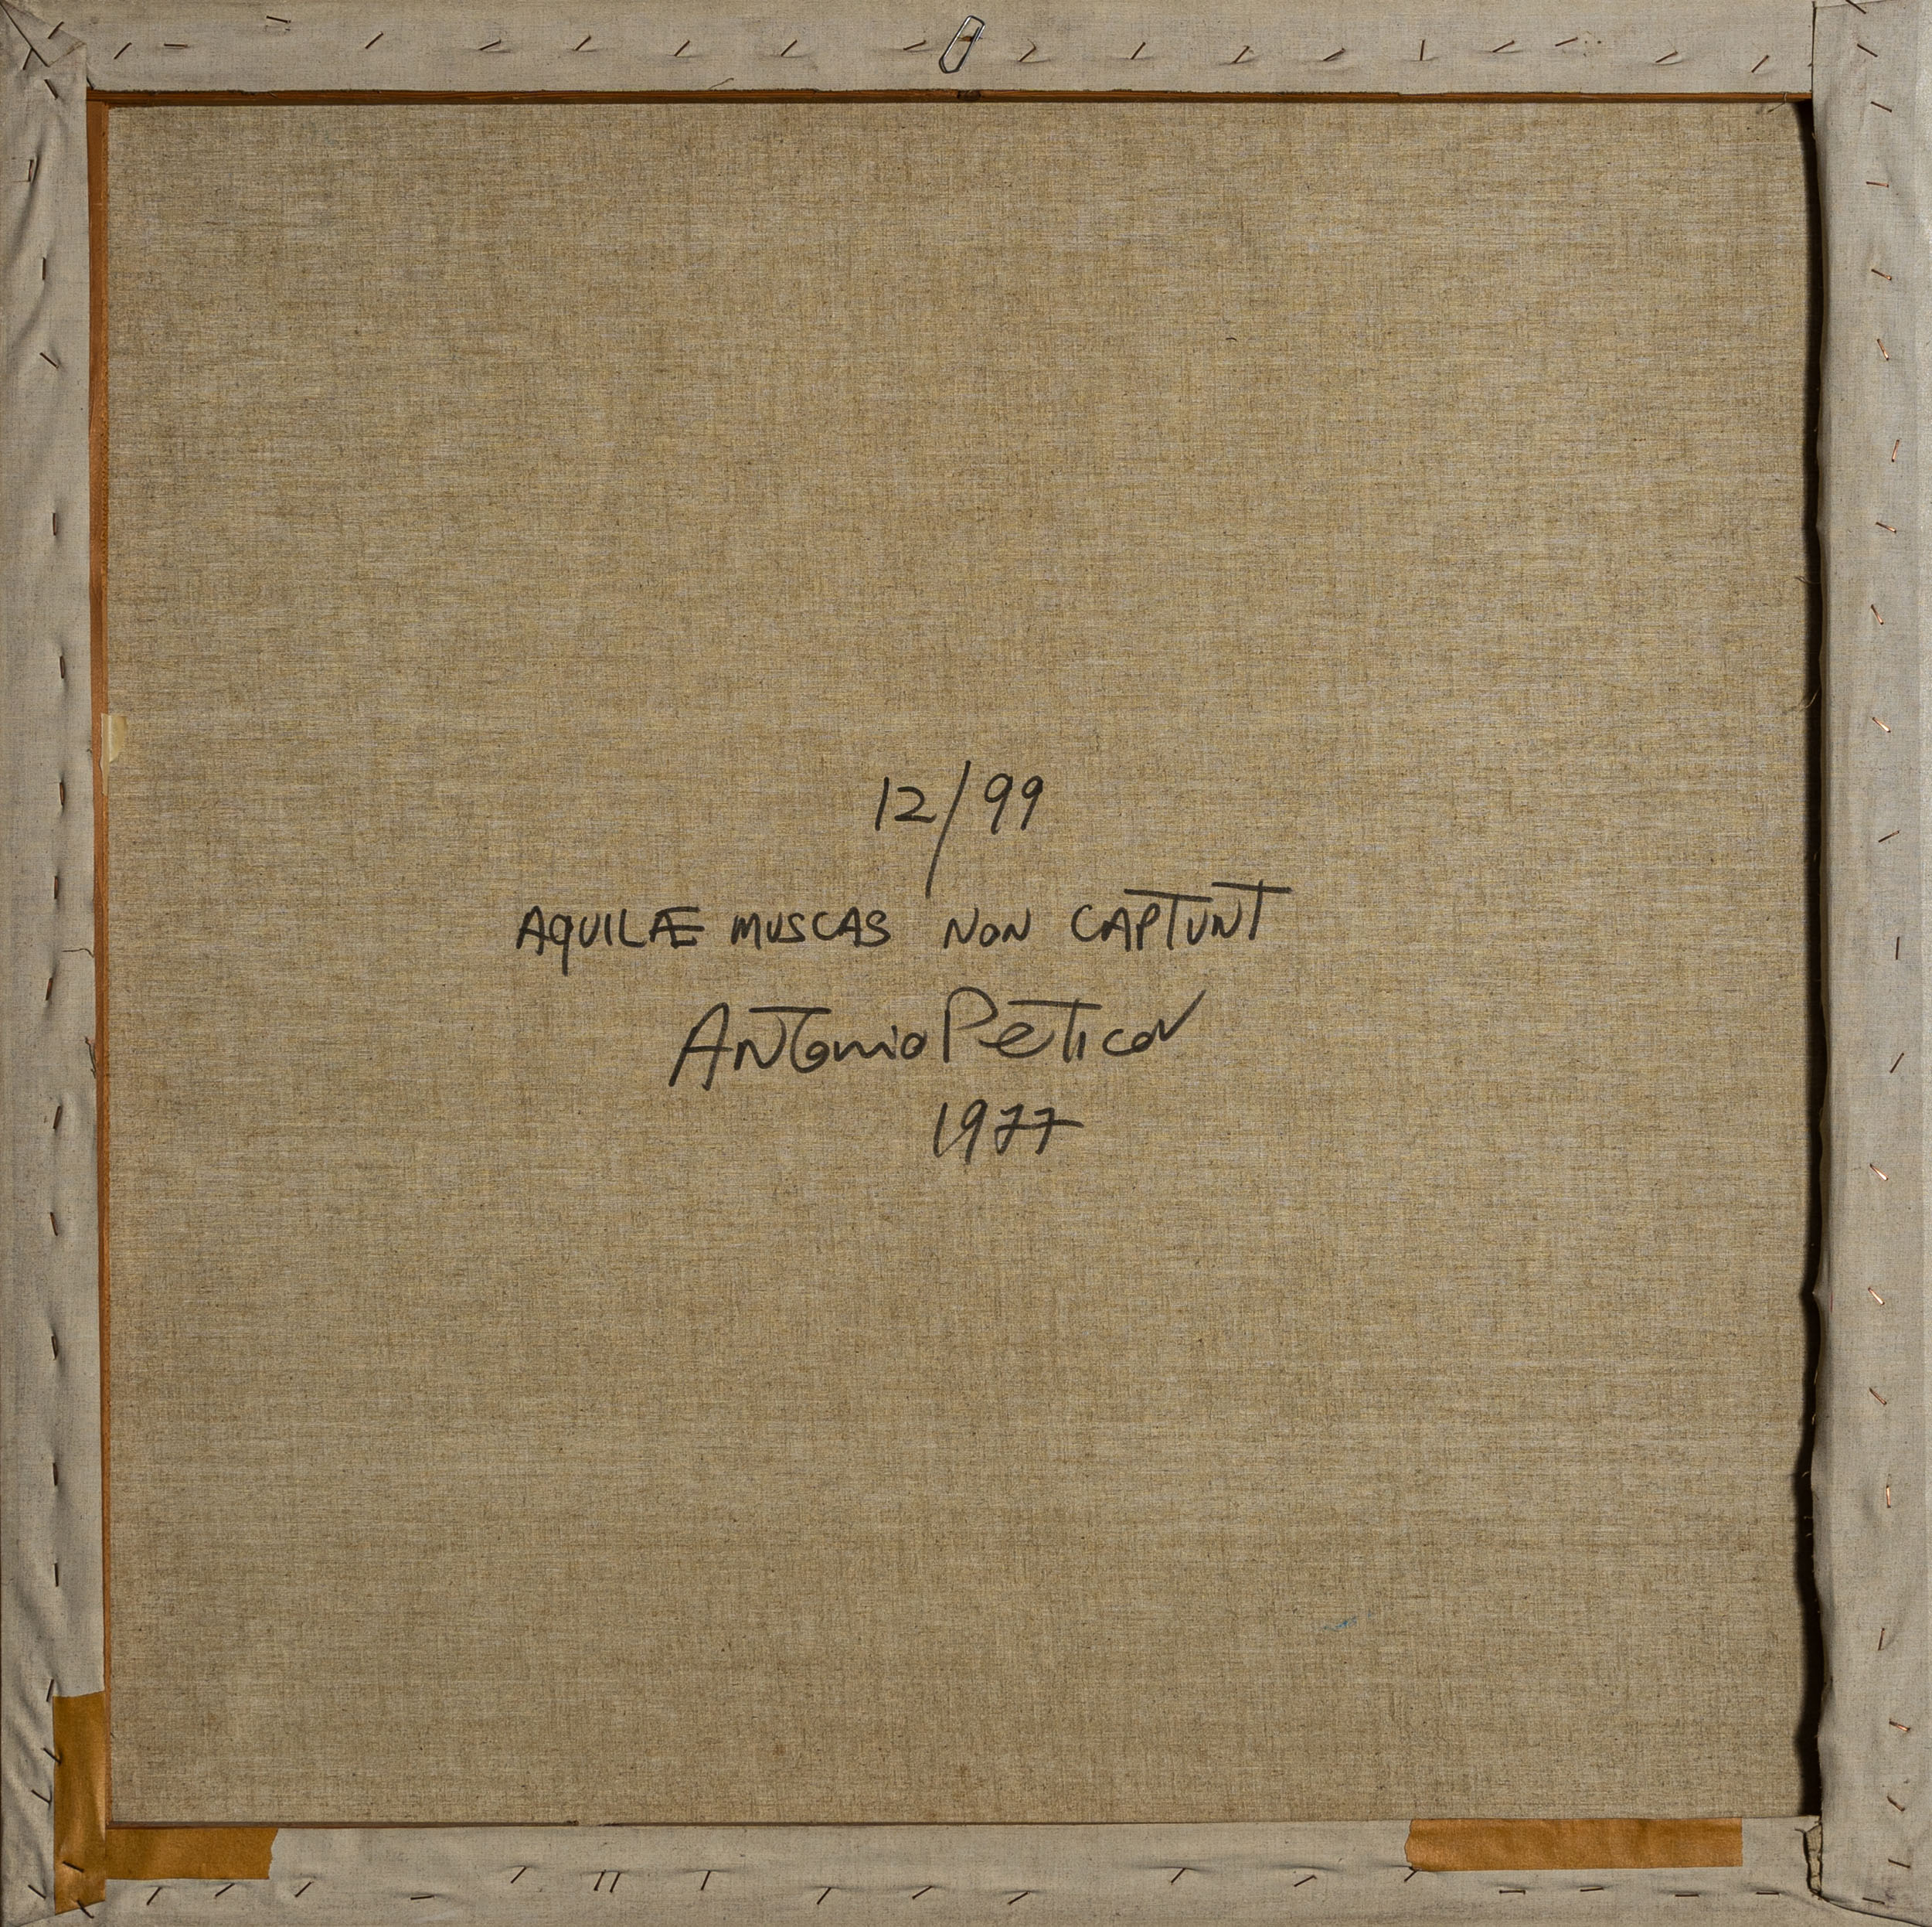 12/99
AQUILÆ MUSCAS NON CAPTUNT
Antonio Peticov
1977